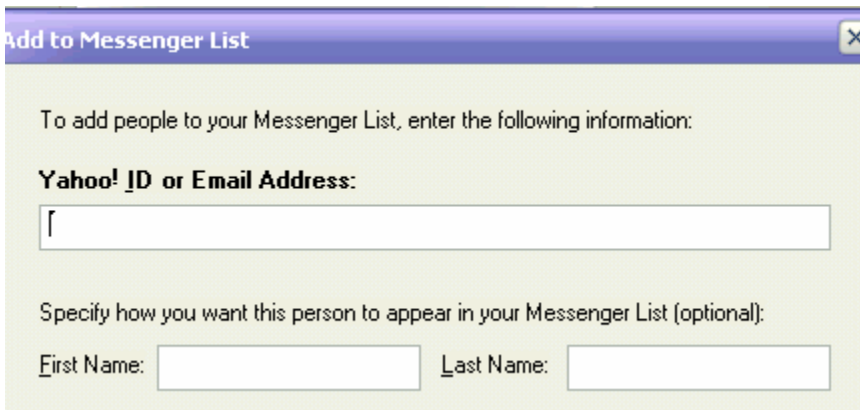 Add to Messenger List
To add people to your Messenger List, enter the following information:
Yahoo! ID or Email Address:
Specify how you want this person to appear in your Messenger List (optional):
First Name: Last Name: